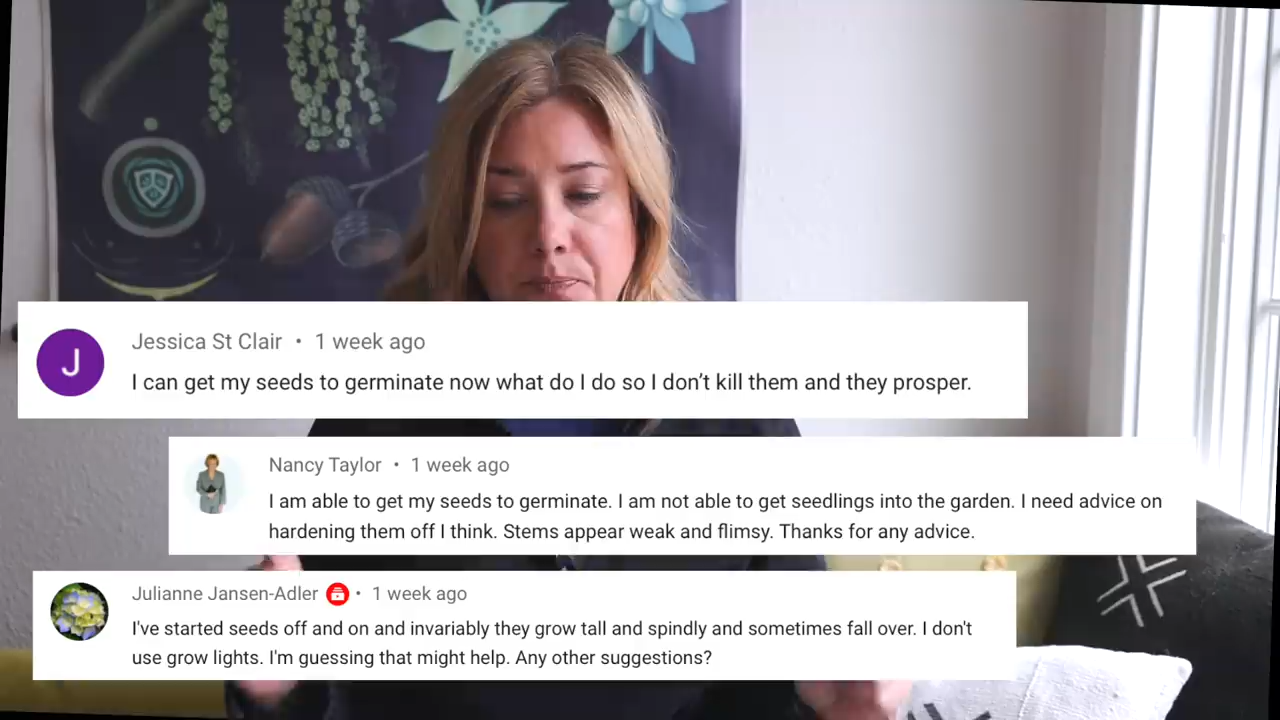 Jessica St Clair • 1 week ago
I can get my seeds to germinate now what do I do so I don’t kill them and they prosper.
Nancy Taylor • 1 week ago
I am able to get my seeds to germinate. I am not able to get seedlings into the garden. I need advice on
hardening them off I think. Stems appear weak and flimsy. Thanks for any advice.
Julianne Jansen-Adler • 1 week ago
I've started seeds off and on and invariably they grow tall and spindly and sometimes fall over. I don't
use grow lights. I'm guessing that might help. Any other suggestions?
J